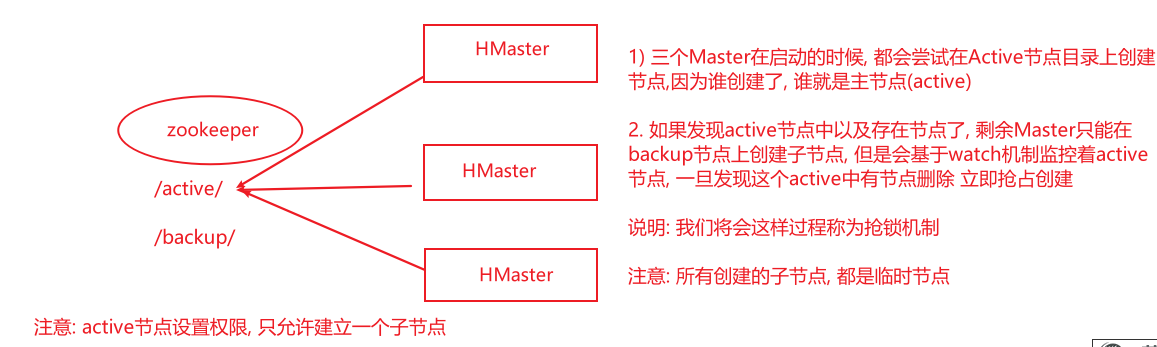 HMaster
zookeeper
HMaster
/active/
/backup/
HMaster
1) 三个Master在启动的时候, 都会尝试在Active节点目录上创建
节点,因为谁创建了, 谁就是主节点(active)
2. 如果发现active节点中以及存在节点了, 剩余Master只能在
backup节点上创建子节点, 但是会基于watch机制监控着active
节点, 一旦发现这个active中有节点删除 立即抢占创建
说明: 我们将会这样过程称为抢锁机制
注意: 所有创建的子节点, 都是临时节点
注意: active节点设置权限, 只允许建立一个子节点